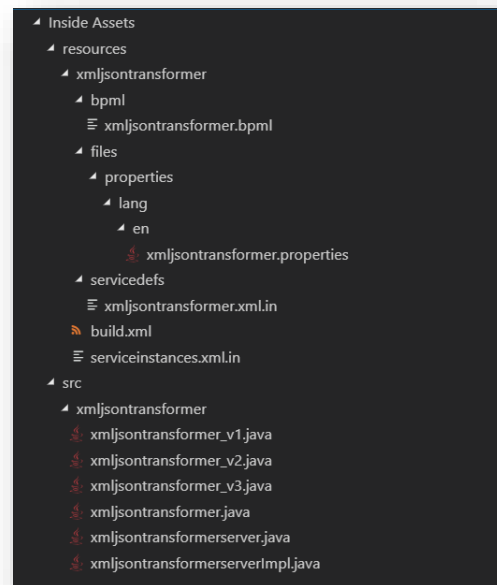 Inside Assets
resources
xmljsontransformer
bpml
xmljsontransformer.bpml
files
properties
lang
en
xmljsontransformer.properties
servicedefs
xmljsontransformer.xml.in
build.xml
serviceinstances.xml.in
src
xmljsontransformer
xmljsontransformer_v1.java
xmljsontransformer_v2.java
xmljsontransformer_v3.java
xmljsontransformer.java
xmljsontransformerserver.java
xmljsontransformerserverImpl.java